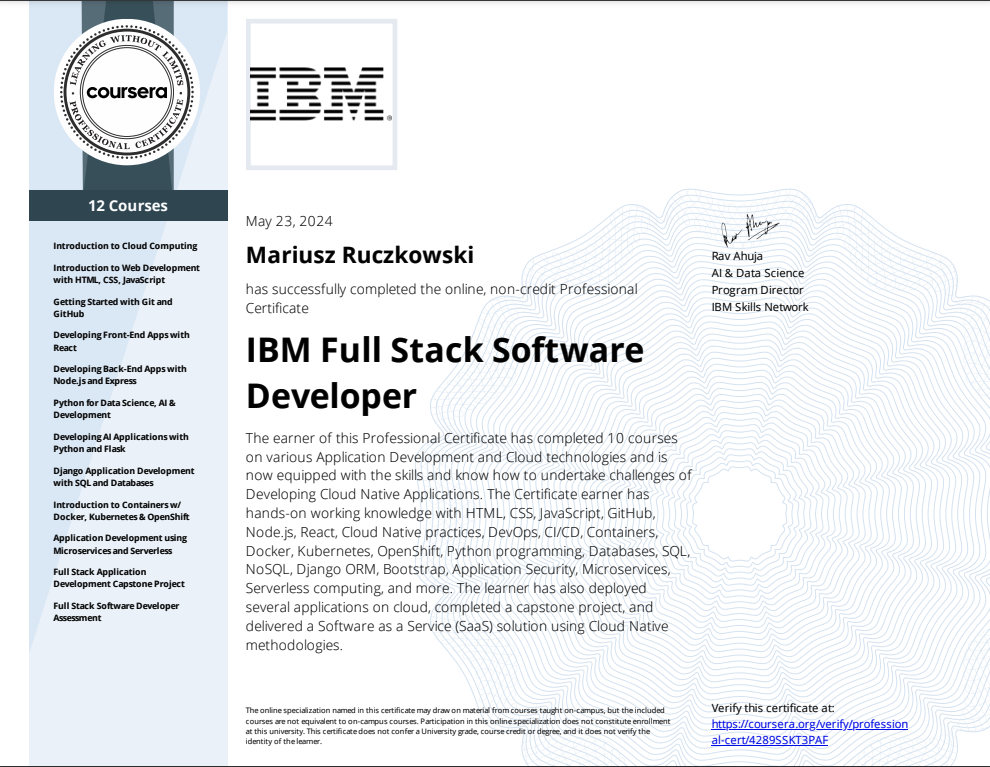 LEARNING WITHOUT LIMITS
coursera
PROFESSIONAL CERTIFICATE
IBM®
12 Courses
Introduction to Cloud Computing
Introduction to Web Development
with HTML, CSS, JavaScript
Getting Started with Git and
GitHub
Developing Front-End Apps with
React
Developing Back-End Apps with
Node.js and Express
Python for Data Science, AI &
Development
Developing AI Applications with
Python and Flask
Django Application Development
with SQL and Databases
Introduction to Containers w/
Docker, Kubernetes & OpenShift
Application Development using
Microservices and Serverless
Full Stack Application
Development Capstone Project
Full Stack Software Developer
Assessment
May 23, 2024
Mariusz Ruczkowski
has successfully completed the online, non-credit Professional
Certificate
IBM Full Stack Software
Developer
The earner of this Professional Certificate has completed 10 courses
on various Application Development and Cloud technologies and is
now equipped with the skills and know how to undertake challenges of
Developing Cloud Native Applications. The Certificate earner has
hands-on working knowledge with HTML, CSS, JavaScript, GitHub,
Node.js, React, Cloud Native practices, DevOps, CI/CD, Containers,
Docker, Kubernetes, OpenShift, Python programming, Databases, SQL,
NoSQL, Django ORM, Bootstrap, Application Security, Microservices,
Serverless computing, and more. The learner has also deployed
several applications on cloud, completed a capstone project, and
delivered a Software as a Service (SaaS) solution using Cloud Native
methodologies.
Rav Ahuja
Rav Ahuja
AI & Data Science
Program Director
IBM Skills Network
The online specialization named in this certificate may draw on material from courses taught on-campus, but the included
courses are not equivalent to on-campus courses. Participation in this online specialization does not constitute enrollment
at this university. This certificate does not confer a University grade, course credit or degree, and it does not verify the
identity of the learner.
Verify this certificate at:
https://coursera.org/verify/profession
al-cert/4289SSKT3PAF